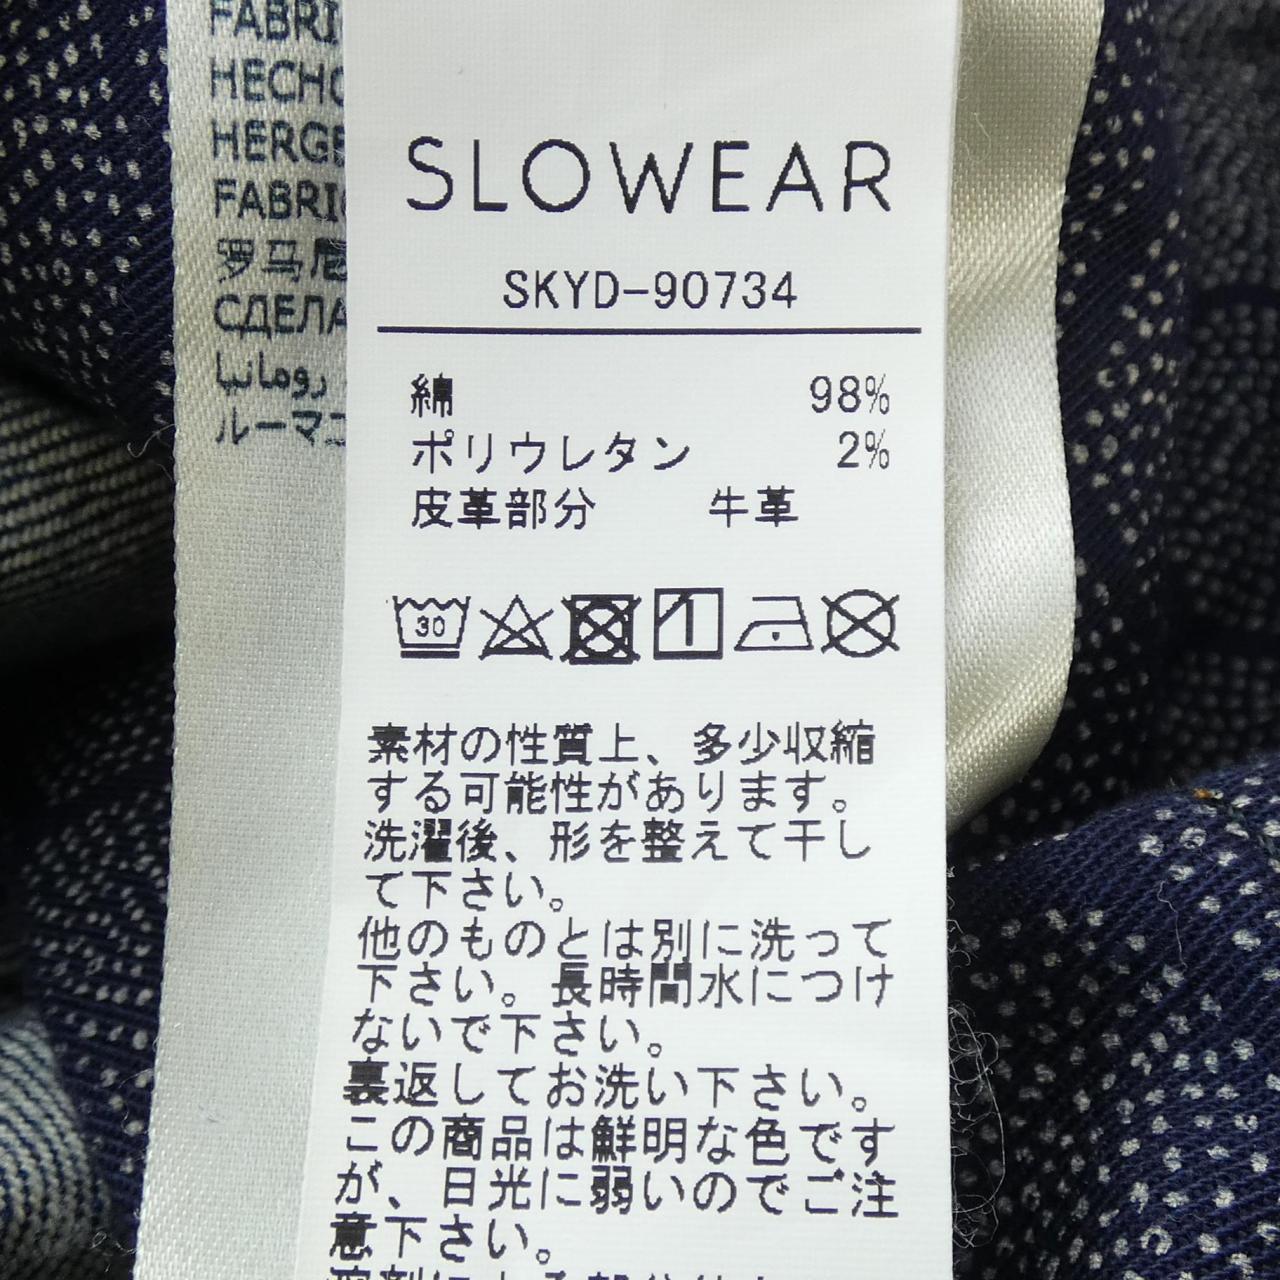 SLOWEAR
SKYD-90734
綿 98%
ポリウレタン 2%
皮革部分 牛革
30
素材の性質上、多少収縮
する可能性があります。
洗濯後、形を整えて干し
て下さい。
他のものとは別に洗って
下さい。長時間水につけ
ないで下さい。
裏返してお洗い下さい。
この商品は鮮明な色です
が、日光に弱いのでご注
意下さい。
FABRI
HECHO
HERGE
FABRI
罗马尼
СДЕЛА
رومانيا
ルーマニ